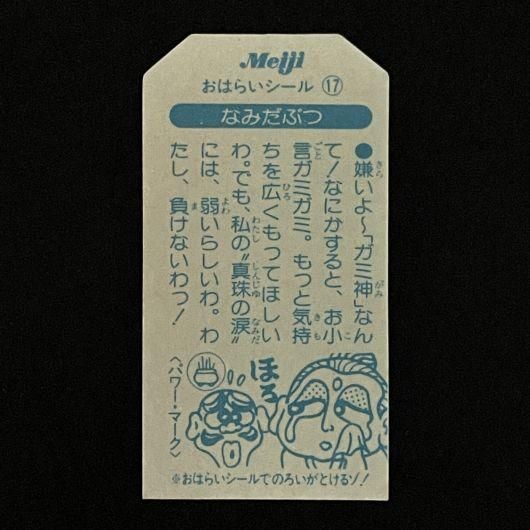 Meiji
おはらいシール ⑰
なみだぶつ
●嫌いよ〜「ガミ神」なん
て！なにかすると、お小
言ガミガミ。もっと気持
ちを広くもってほしい
わ。でも、私の〝真珠の涙〟
には、弱いらしいわ。わ
たし、負けないわっ！
ほろ
〈パワー・マーク〉
※おはらいシールでのろいがとけるゾ！